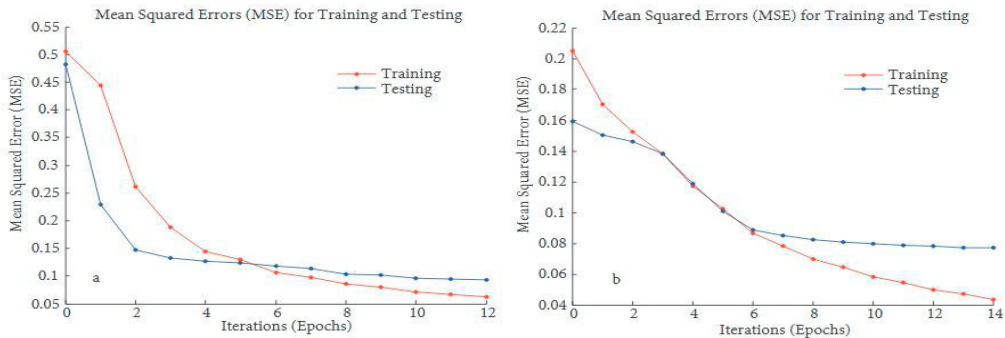 Mean Squared Errors (MSE) for Training and Testing
Mean Squared Error (MSE)
0.55
0.5
0.45
0.4
0.35
0.3
0.25
0.2
0.15
0.1
0.05
Training
Testing
a
0 2 4 6 8 10 12
Iterations (Epochs)
Mean Squared Errors (MSE) for Training and Testing
Mean Squared Error (MSE)
0.22
0.2
0.18
0.16
0.14
0.12
0.1
0.08
0.06
0.04
Training
Testing
b
0 2 4 6 8 10 12 14
Iterations (Epochs)